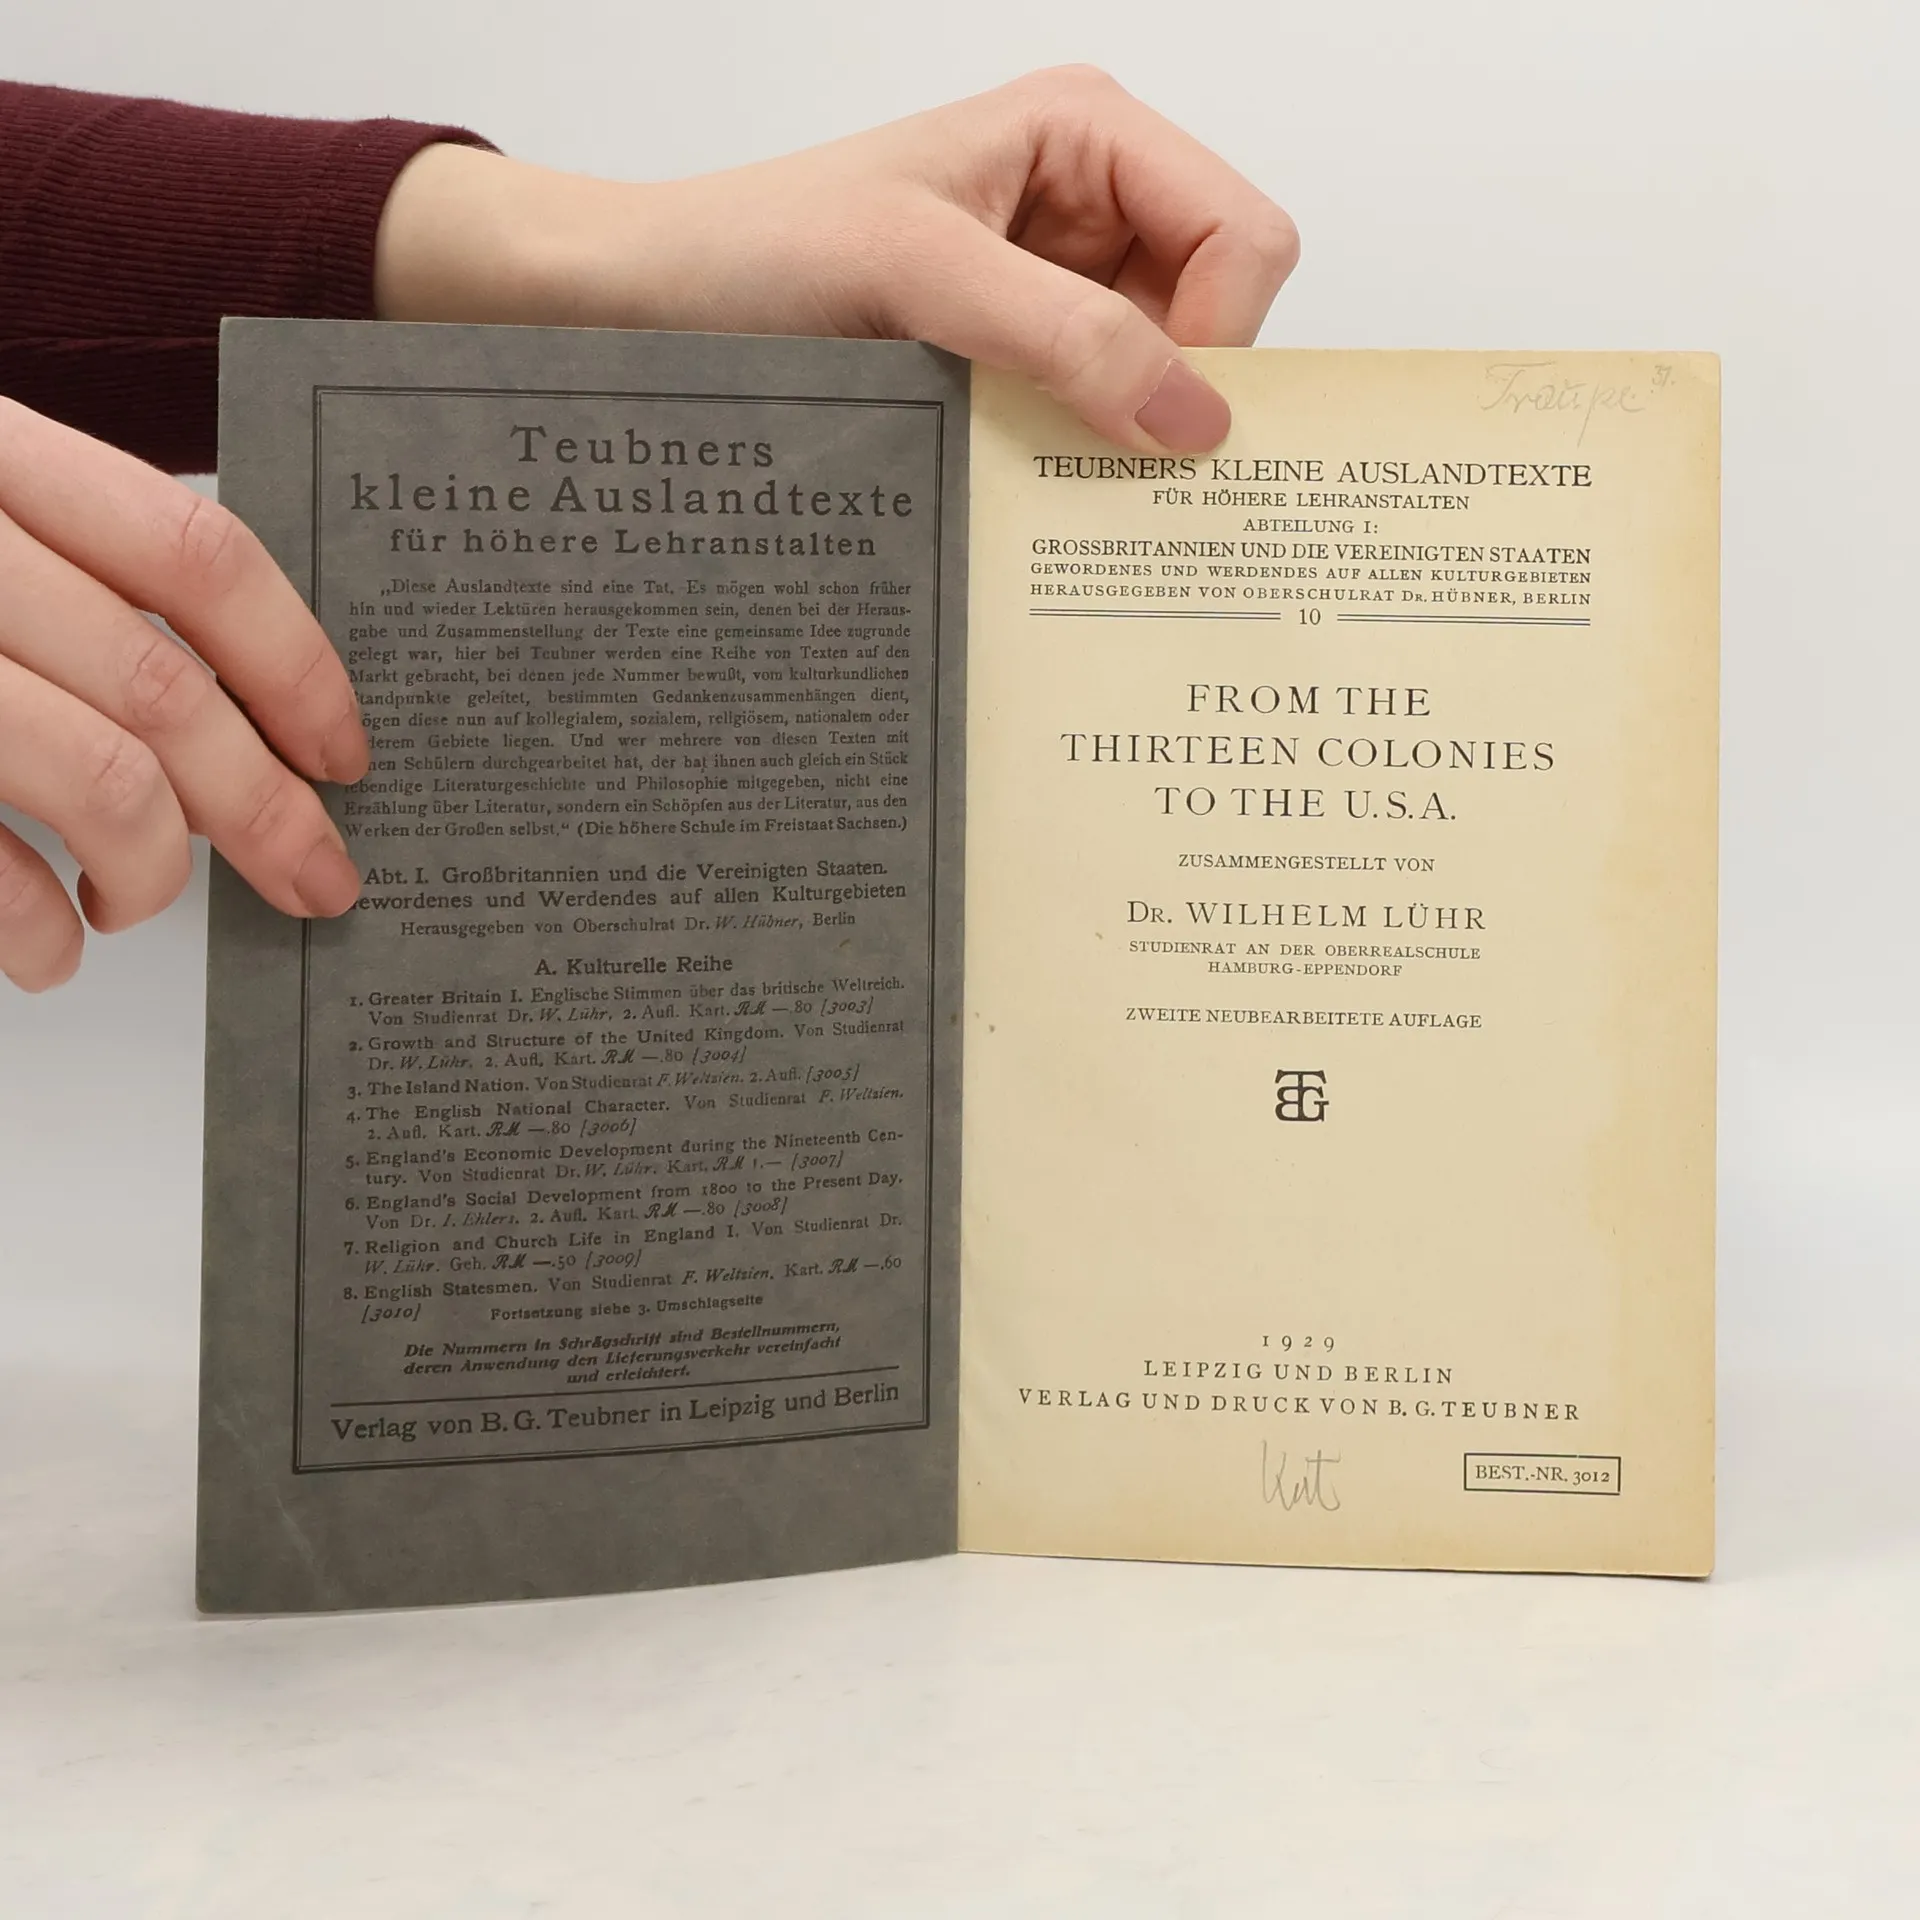 Teubners
kleine Auslandtexte
für höhere Lehranstalten
„Diese Auslandtexte sind eine Tat. Es mögen wohl schon früher
hin und wieder Lektüren herausgekommen sein, denen bei der Heraus-
gabe und Zusammenstellung der Texte eine gemeinsame Idee zugrunde
gelegt war, hier bei Teubner werden eine Reihe von Texten auf den
Markt gebracht, bei denen jede Nummer bewußt, vom kulturkundlichen
tandpunkte geleitet, bestimmten Gedankenzusammenhängen dient,
ögen diese nun auf kollegialem, sozialem, religiösem, nationalem oder
derem Gebiete liegen. Und wer mehrere von diesen Texten mit
nen Schülern durchgearbeitet hat, der hat ihnen auch gleich ein Stück
lebendige Literaturgeschichte und Philosophie mitgegeben, nicht eine
Erzählung über Literatur, sondern ein Schöpfen aus der Literatur, aus den
Werken der Großen selbst.“ (Die höhere Schule im Freistaat Sachsen.)
Abt. I. Großbritannien und die Vereinigten Staaten.
ewordenes und Werdendes auf allen Kulturgebieten
Herausgegeben von Oberschulrat Dr. W. Hübner, Berlin
A. Kulturelle Reihe
1. Greater Britain I. Englische Stimmen über das britische Weltreich.
Von Studienrat Dr. W. Lühr. 2. Aufl. Kart. RM —.80 [3003]
2. Growth and Structure of the United Kingdom. Von Studienrat
Dr. W. Lühr. 2. Aufl. Kart. RM —.80 [3004]
3. The Island Nation. Von Studienrat F. Weltzien. 2. Aufl. [3005]
4. The English National Character. Von Studienrat F. Weltzien.
2. Aufl. Kart. RM —.80 [3006]
5. England's Economic Development during the Nineteenth Cen-
tury. Von Studienrat Dr. W. Lühr. Kart. RM 1.— [3007]
6. England's Social Development from 1800 to the Present Day.
Von Dr. I. Ehlers. 2. Aufl. Kart. RM —.80 [3008]
7. Religion and Church Life in England I. Von Studienrat Dr.
W. Lühr. Geh. RM —.50 [3009]
8. English Statesmen. Von Studienrat F. Weltzien. Kart. RM —.60
[3010] Fortsetzung siehe 3. Umschlagseite
Die Nummern in Schrägschrift sind Bestellnummern,
deren Anwendung den Lieferungsverkehr vereinfacht
und erleichtert.
Verlag von B. G. Teubner in Leipzig und Berlin
31.
TEUBNERS KLEINE AUSLANDTEXTE
FÜR HÖHERE LEHRANSTALTEN
ABTEILUNG I:
GROSSBRITANNIEN UND DIE VEREINIGTEN STAATEN
GEWORDENES UND WERDENDES AUF ALLEN KULTURGEBIETEN
HERAUSGEGEBEN VON OBERSCHULRAT DR. HÜBNER, BERLIN
10
FROM THE
THIRTEEN COLONIES
TO THE U.S.A.
ZUSAMMENGESTELLT VON
DR. WILHELM LÜHR
STUDIENRAT AN DER OBERREALSCHULE
HAMBURG-EPPENDORF
ZWEITE NEUBEARBEITETE AUFLAGE
BTG
1929
LEIPZIG UND BERLIN
VERLAG UND DRUCK VON B. G. TEUBNER
BEST.-NR. 3012